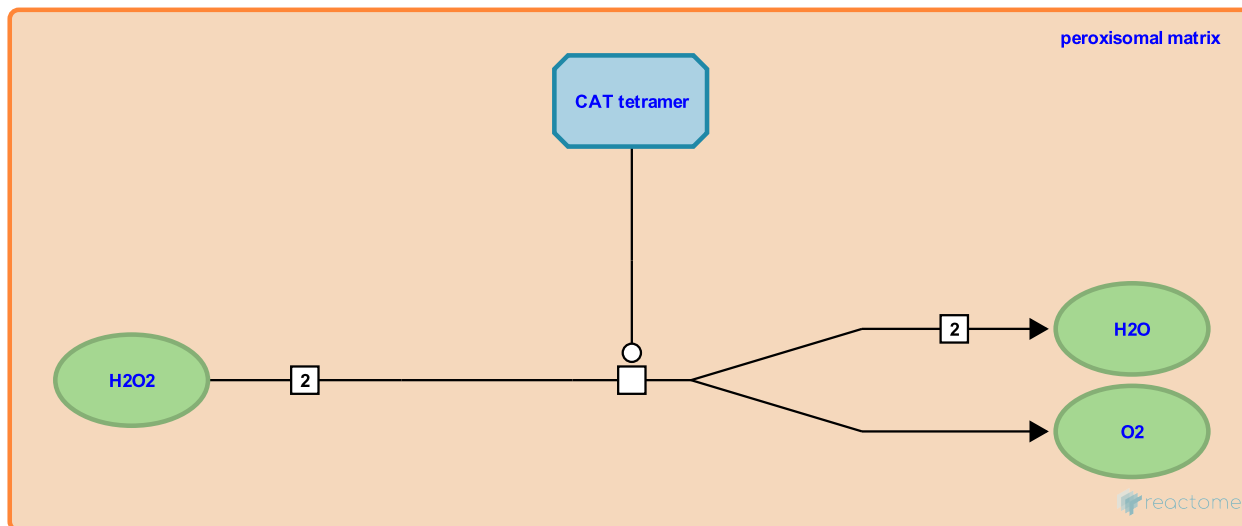 peroxisomal matrix
CAT tetramer
H2O2
2
2
H2O
O2
reactome